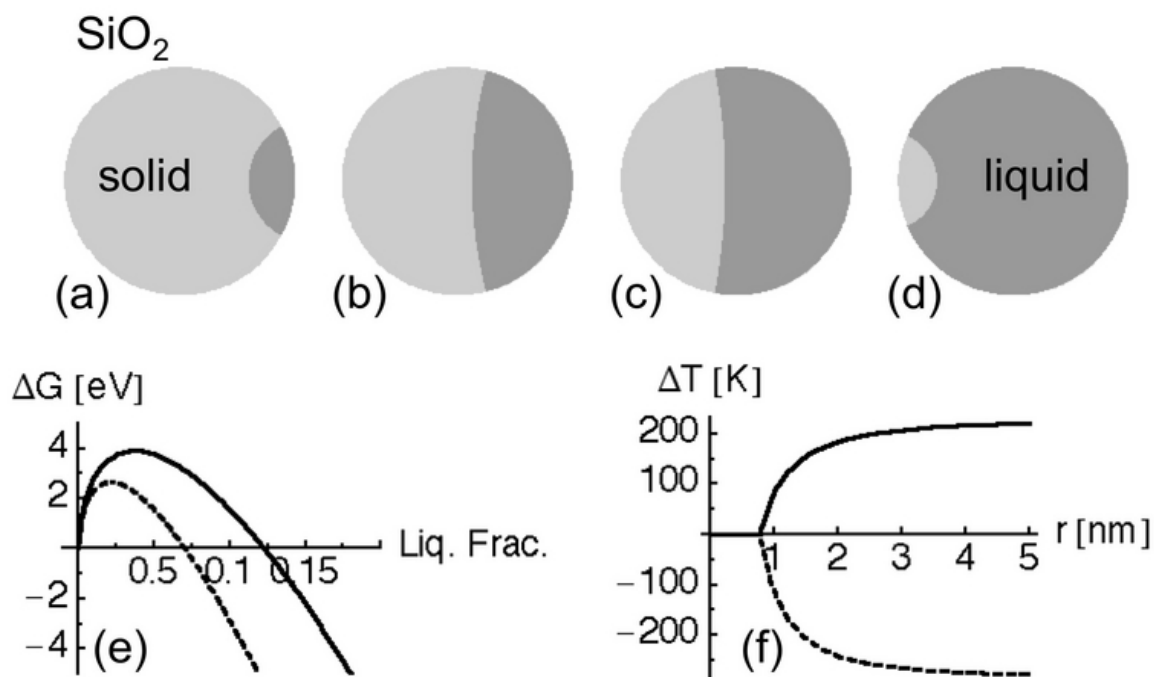 SiO2
solid
liquid
(a)
(b)
(c)
(d)
ΔG [eV]
4
2
−2
−4
0.5
0.1
0.15
Liq. Frac.
(e)
ΔT [K]
200
100
−100
−200
1
2
3
4
5
r [nm]
(f)